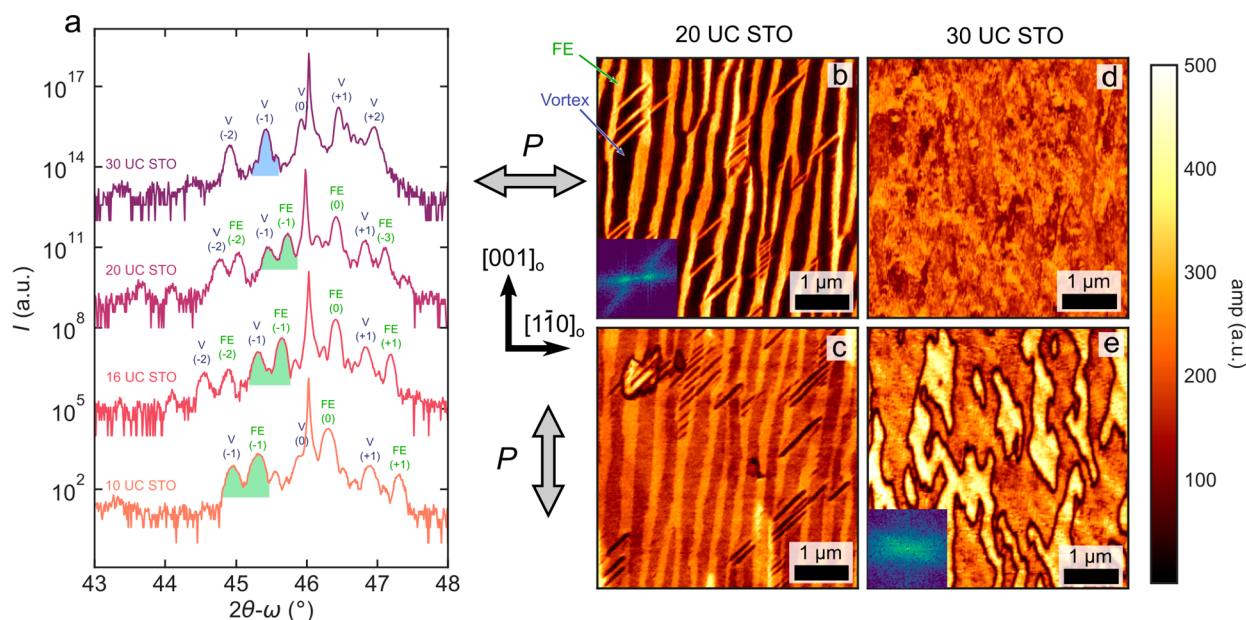 a
I (a.u.)
10^17
10^14
10^11
10^8
10^5
10^2
V
(-2)
V
(-1)
V
(0)
V
(+1)
V
(+2)
30 UC STO
V
(-2)
FE
(-2)
V
(-1)
FE
(-1)
FE
(0)
V
(+1)
FE
(-3)
20 UC STO
V
(-2)
FE
(-2)
V
(-1)
FE
(-1)
FE
(0)
V
(+1)
FE
(+1)
16 UC STO
V
(-1)
FE
(-1)
V
(0)
FE
(0)
V
(+1)
FE
(+1)
10 UC STO
43 44 45 46 47 48
2θ-ω (°)
P
[001]o
[11̄0]o
P
20 UC STO
30 UC STO
FE
Vortex
b
1 µm
d
1 µm
c
1 µm
e
1 µm
500
400
300
200
100
0
amp (a.u.)